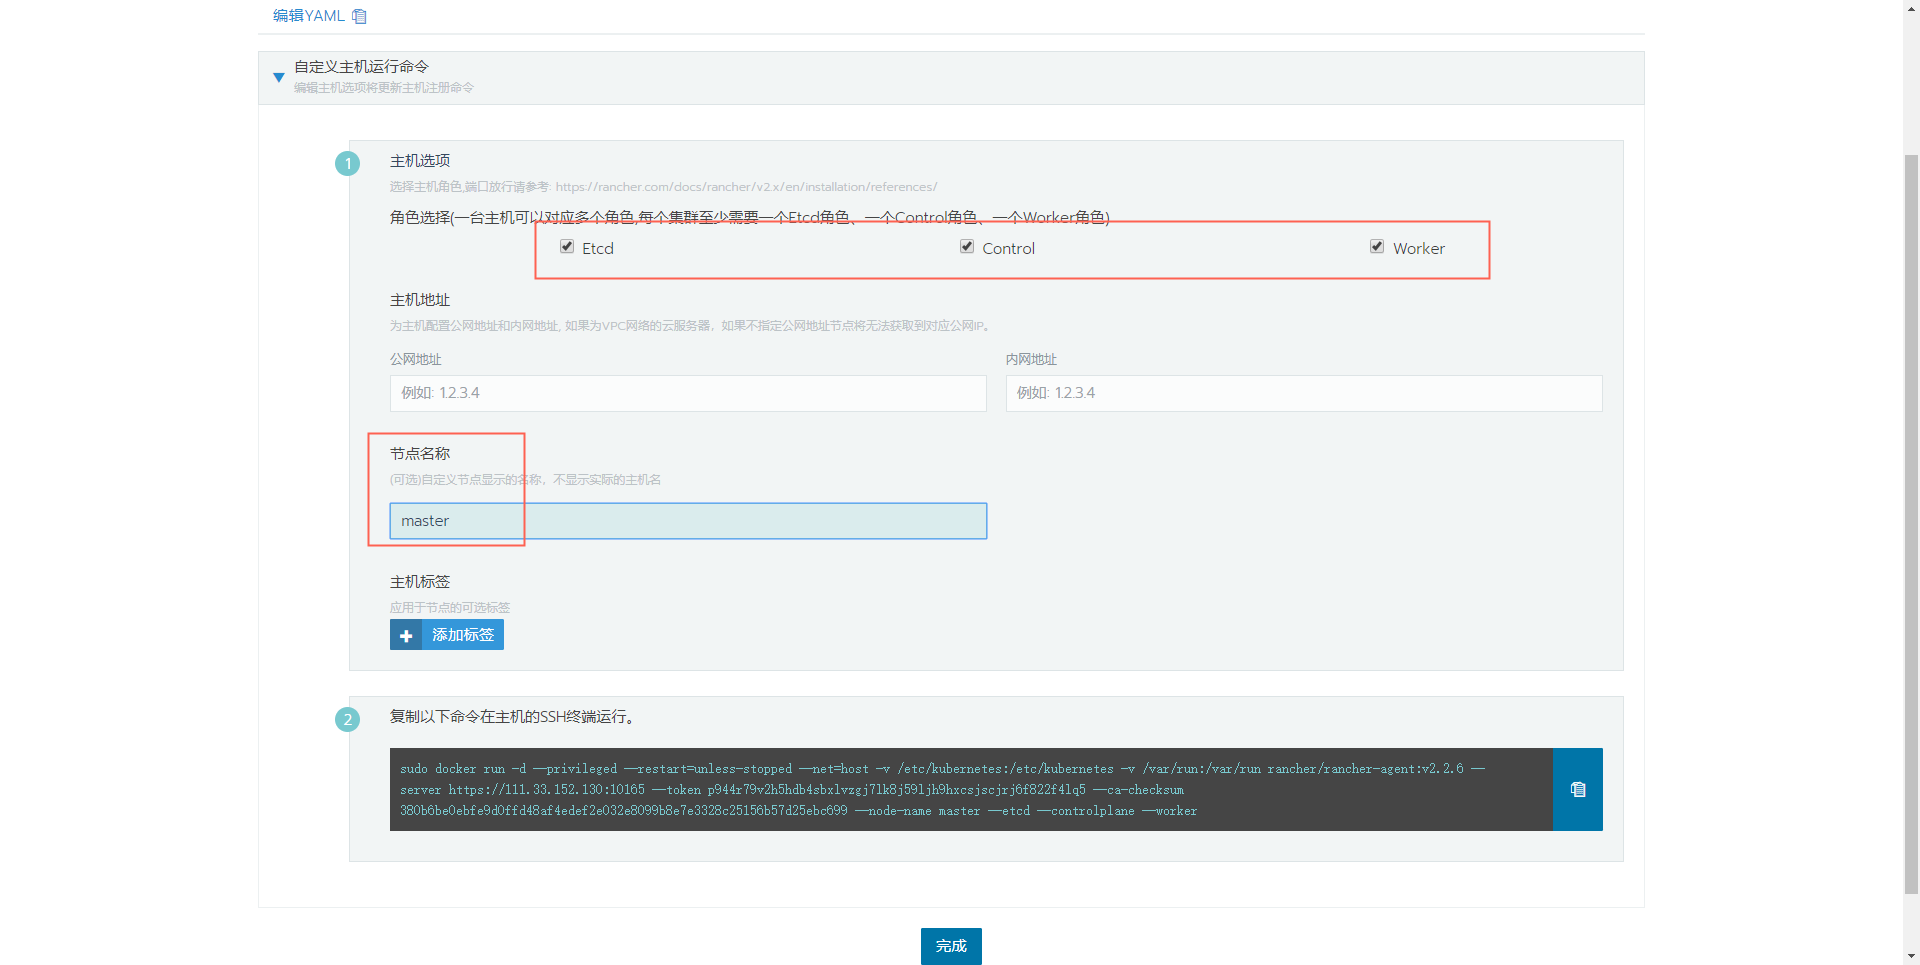 编辑YAML
自定义主机运行命令
编辑主机选项将更新主机注册命令
1
主机选项
选择主机角色,端口放行请参考: https://rancher.com/docs/rancher/v2.x/en/installation/references/
角色选择(一台主机可以对应多个角色,每个集群至少需要一个Etcd角色、一个Control角色、一个Worker角色)
Etcd Control Worker
主机地址
为主机配置公网地址和内网地址, 如果为VPC网络的云服务器，如果不指定公网地址节点将无法获取到对应公网IP。
公网地址 内网地址
例如: 1.2.3.4 例如: 1.2.3.4
节点名称
(可选)自定义节点显示的名称，不显示实际的主机名
master
主机标签
应用于节点的可选标签
添加标签
2
复制以下命令在主机的SSH终端运行。
sudo docker run -d --privileged --restart=unless-stopped --net=host -v /etc/kubernetes:/etc/kubernetes -v /var/run:/var/run rancher/rancher-agent:v2.2.6 --
server https://111.33.152.130:10165 --token p944r79v2h5hdb4sbxlvzgj7lk8j59ljh9hxcsjscjrj6f822f4lq5 --ca-checksum
380b6be0ebfe9d0ffd48af4edef2e032e8099b8e7e3328c25156b57d25ebc699 --node-name master --etcd --controlplane --worker
完成